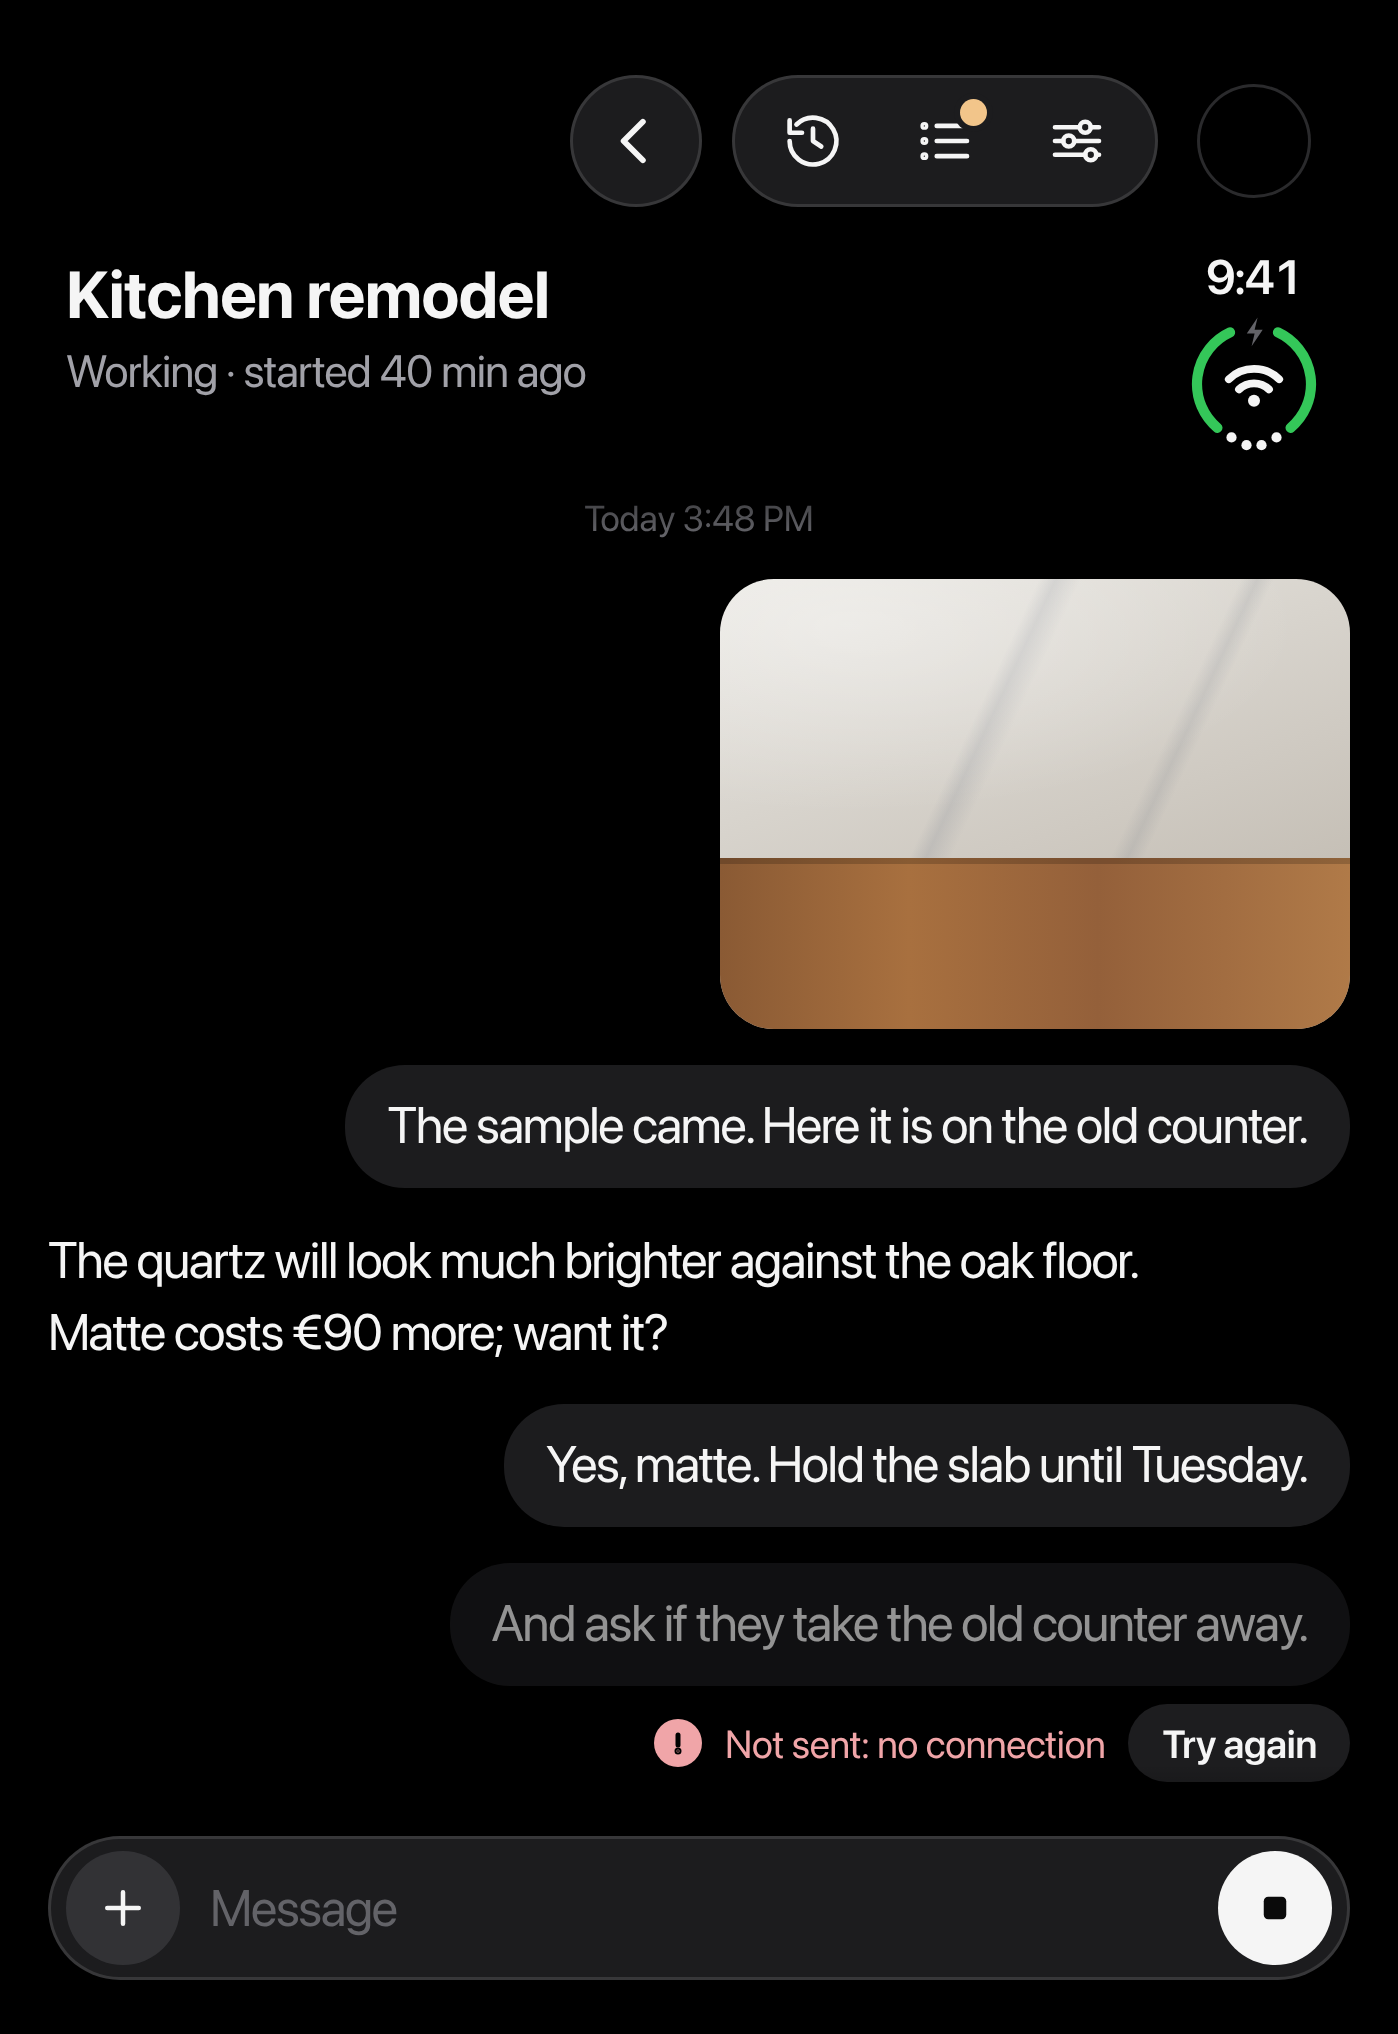 Kitchen remodel
9:41
Working · started 40 min ago
Today 3:48 PM
The sample came. Here it is on the old counter.
The quartz will look much brighter against the oak floor.
Matte costs €90 more; want it?
Yes, matte. Hold the slab until Tuesday.
And ask if they take the old counter away.
Not sent: no connection
Try again
Message